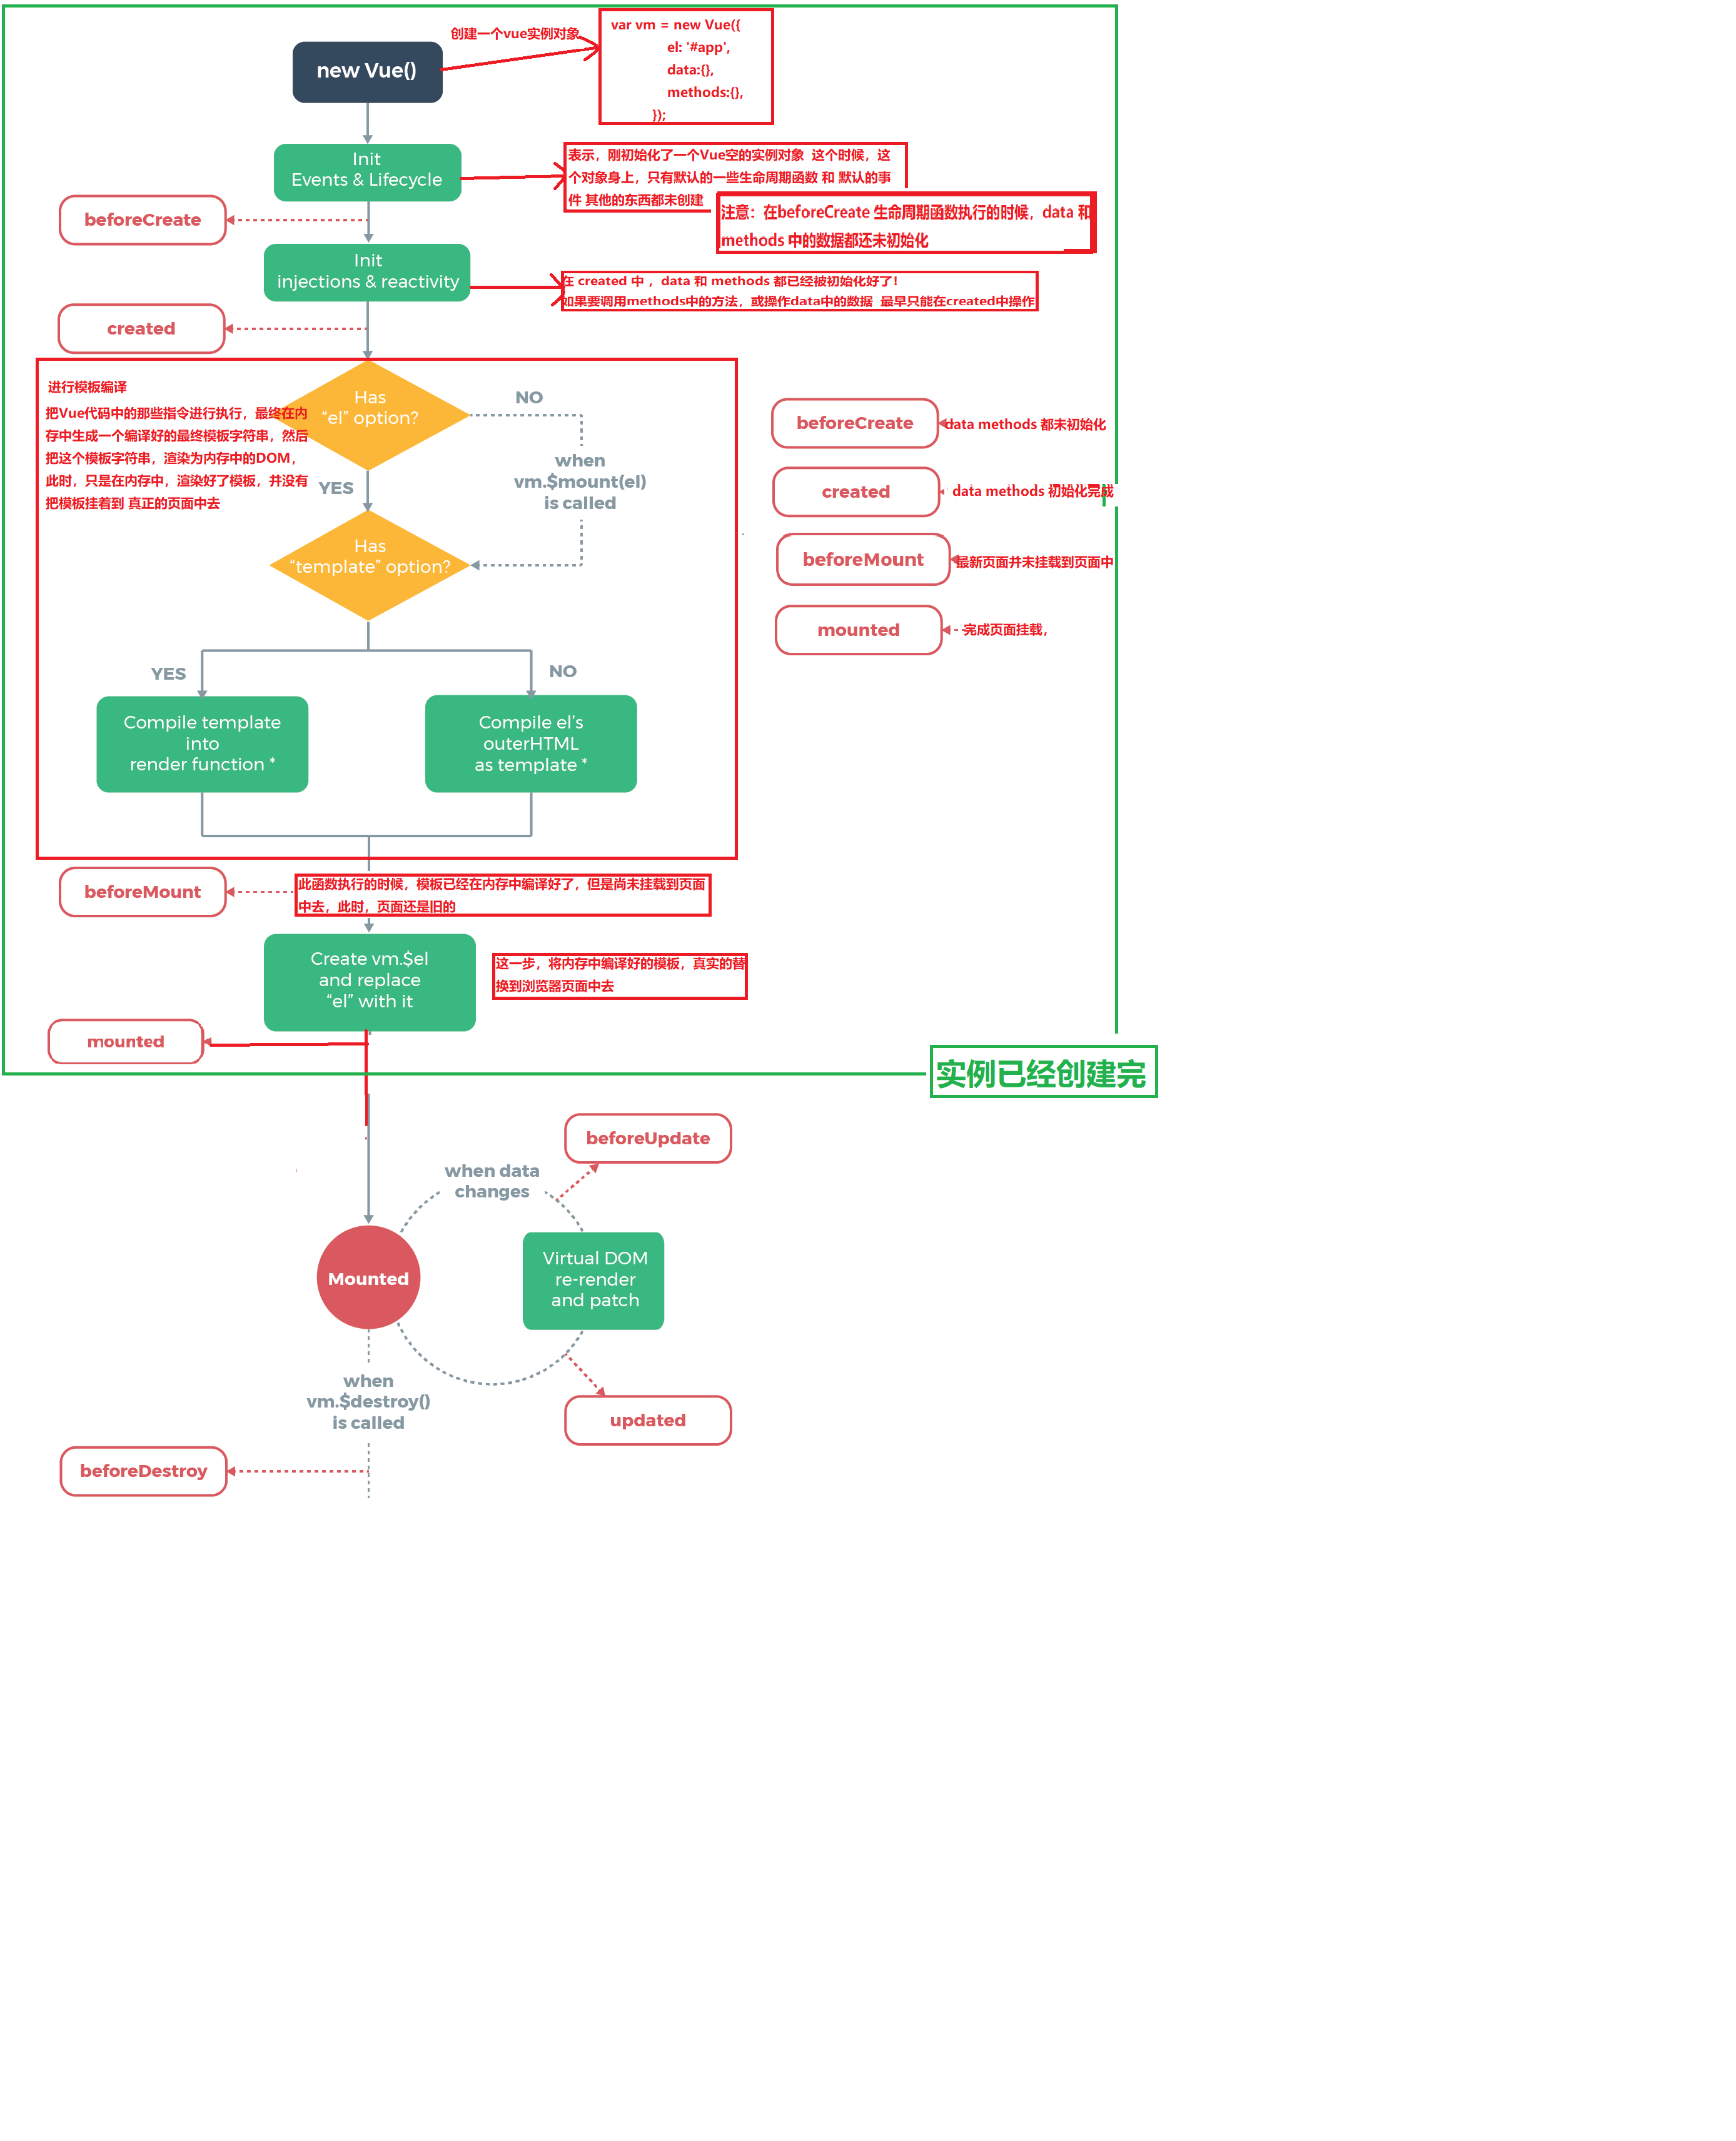 创建一个vue实例对象
var vm = new Vue({
el: '#app',
data:{},
methods:{},
});
new Vue()
Init
Events & Lifecycle
表示，刚初始化了一个Vue空的实例对象 这个时候，这
个对象身上，只有默认的一些生命周期函数 和 默认的事
件 其他的东西都未创建
beforeCreate
注意：在beforeCreate 生命周期函数执行的时候，data 和
methods 中的数据都还未初始化
Init
injections & reactivity
在 created 中 ，data 和 methods 都已经被初始化好了！
如果要调用methods中的方法，或操作data中的数据 最早只能在created中操作
created
进行模板编译
把Vue代码中的那些指令进行执行，最终在内
存中生成一个编译好的最终模板字符串，然后
把这个模板字符串，渲染为内存中的DOM，
此时，只是在内存中，渲染好了模板，并没有
把模板挂着到 真正的页面中去
Has
“el” option?
NO
YES
when
vm.$mount(el)
is called
Has
“template” option?
YES
NO
Compile template
into
render function *
Compile el’s
outerHTML
as template *
beforeCreate
data methods 都未初始化
created
data methods 初始化完成
beforeMount
最新页面并未挂载到页面中
mounted
完成页面挂载，
beforeMount
此函数执行的时候，模板已经在内存中编译好了，但是尚未挂载到页面
中去，此时，页面还是旧的
Create vm.$el
and replace
“el” with it
这一步，将内存中编译好的模板，真实的替
换到浏览器页面中去
mounted
实例已经创建完
beforeUpdate
when data
changes
Mounted
Virtual DOM
re-render
and patch
when
vm.$destroy()
is called
updated
beforeDestroy